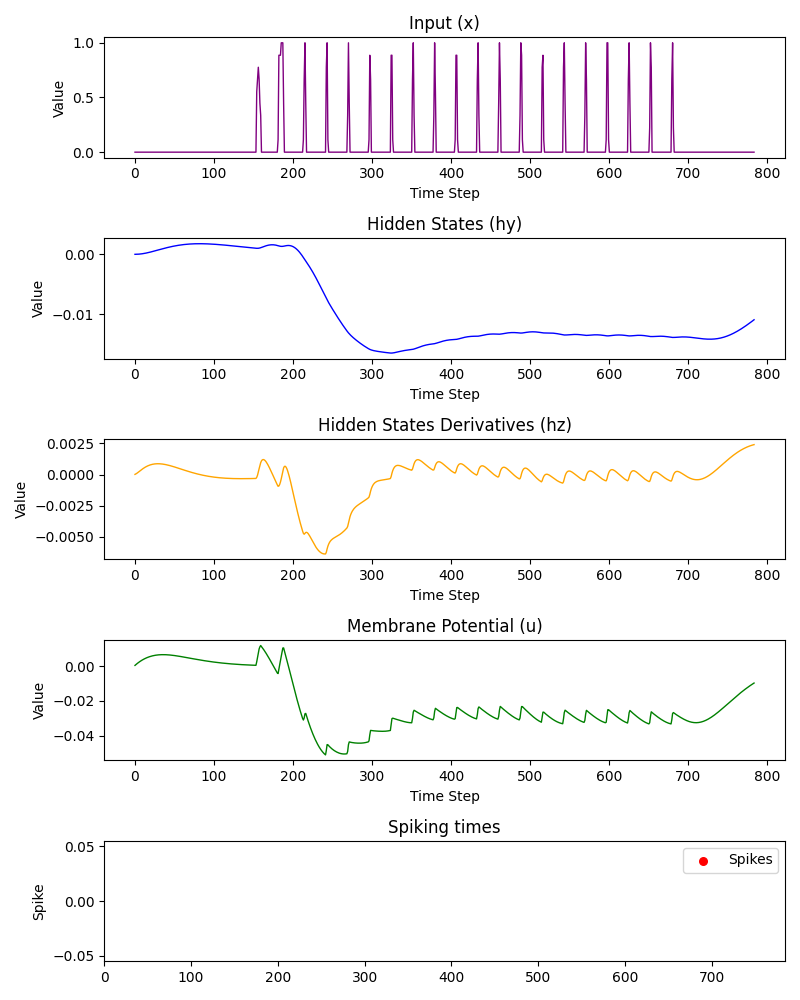 Input (x)
1.0
0.5
0.0
Value
0 100 200 300 400 500 600 700 800
Time Step
Hidden States (hy)
0.00
−0.01
Value
0 100 200 300 400 500 600 700 800
Time Step
Hidden States Derivatives (hz)
0.0025
0.0000
−0.0025
−0.0050
Value
0 100 200 300 400 500 600 700 800
Time Step
Membrane Potential (u)
0.00
−0.02
−0.04
Value
0 100 200 300 400 500 600 700 800
Time Step
Spiking times
0.05
0.00
−0.05
Spike
Spikes
0 100 200 300 400 500 600 700